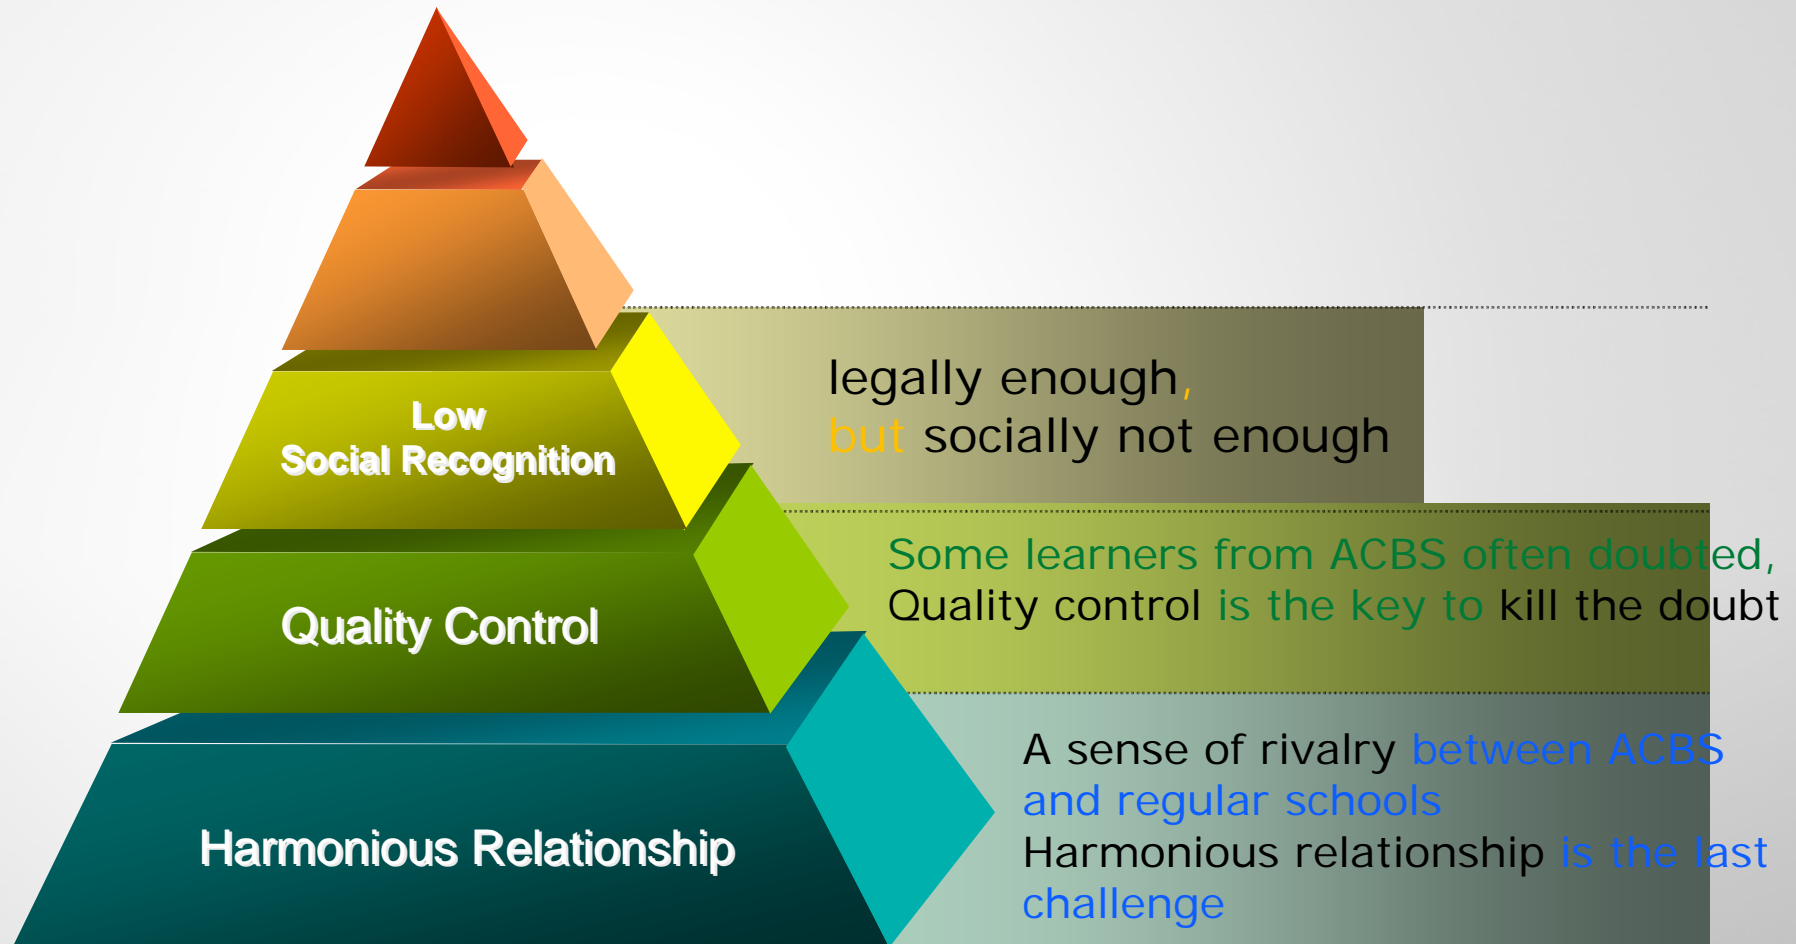 Low
Social Recognition
legally enough,
but socially not enough
Quality Control
Some learners from ACBS often doubted,
Quality control is the key to kill the doubt
Harmonious Relationship
A sense of rivalry between ACBS
and regular schools
Harmonious relationship is the last
challenge